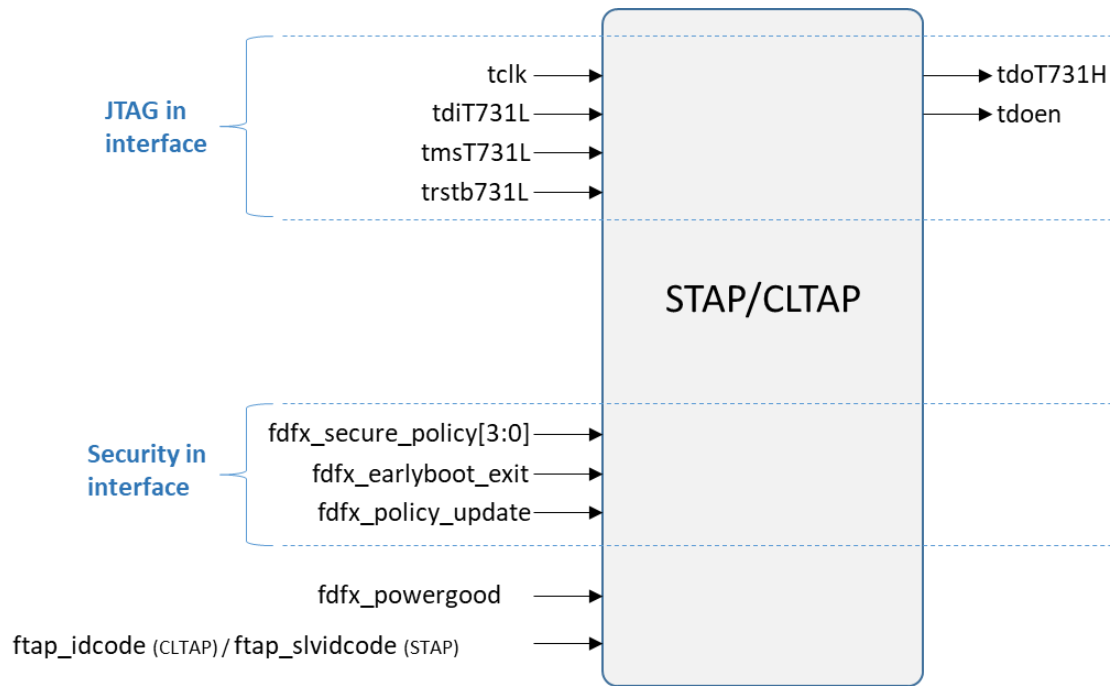 tclk
tdoT731H
JTAG in
interface
tdiT731L
tdoen
tmsT731L
trstb731L
STAP/CLTAP
Security in
interface
fdfx_secure_policy[3:0]
fdfx_earlyboot_exit
fdfx_policy_update
fdfx_powergood
ftap_idcode (CLTAP) / ftap_slvidcode (STAP)